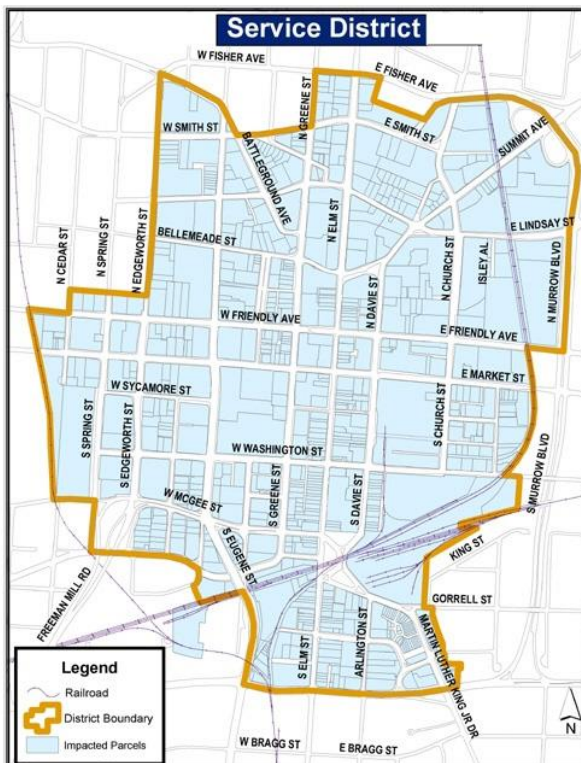 Service District
W FISHER AVE
E FISHER AVE
N GREENE ST
W SMITH ST
E SMITH ST
SUMMIT AVE
BATTLEGROUND AVE
N CEDAR ST
N SPRING ST
N EDGEWORTH ST
BELLEMEADE ST
N ELM ST
N DAVIE ST
N CHURCH ST
ISLEY AL
E LINDSAY ST
N MURROW BLVD
W FRIENDLY AVE
E FRIENDLY AVE
W SYCAMORE ST
E MARKET ST
S SPRING ST
S EDGEWORTH ST
W WASHINGTON ST
S CHURCH ST
S MURROW BLVD
W MCGEE ST
S GREENE ST
S DAVIE ST
S EUGENE ST
KING ST
FREEMAN MILL RD
GORRELL ST
S ELM ST
ARLINGTON ST
MARTIN LUTHER KING JR DR
W BRAGG ST
E BRAGG ST
Legend
Railroad
District Boundary
Impacted Parcels
N